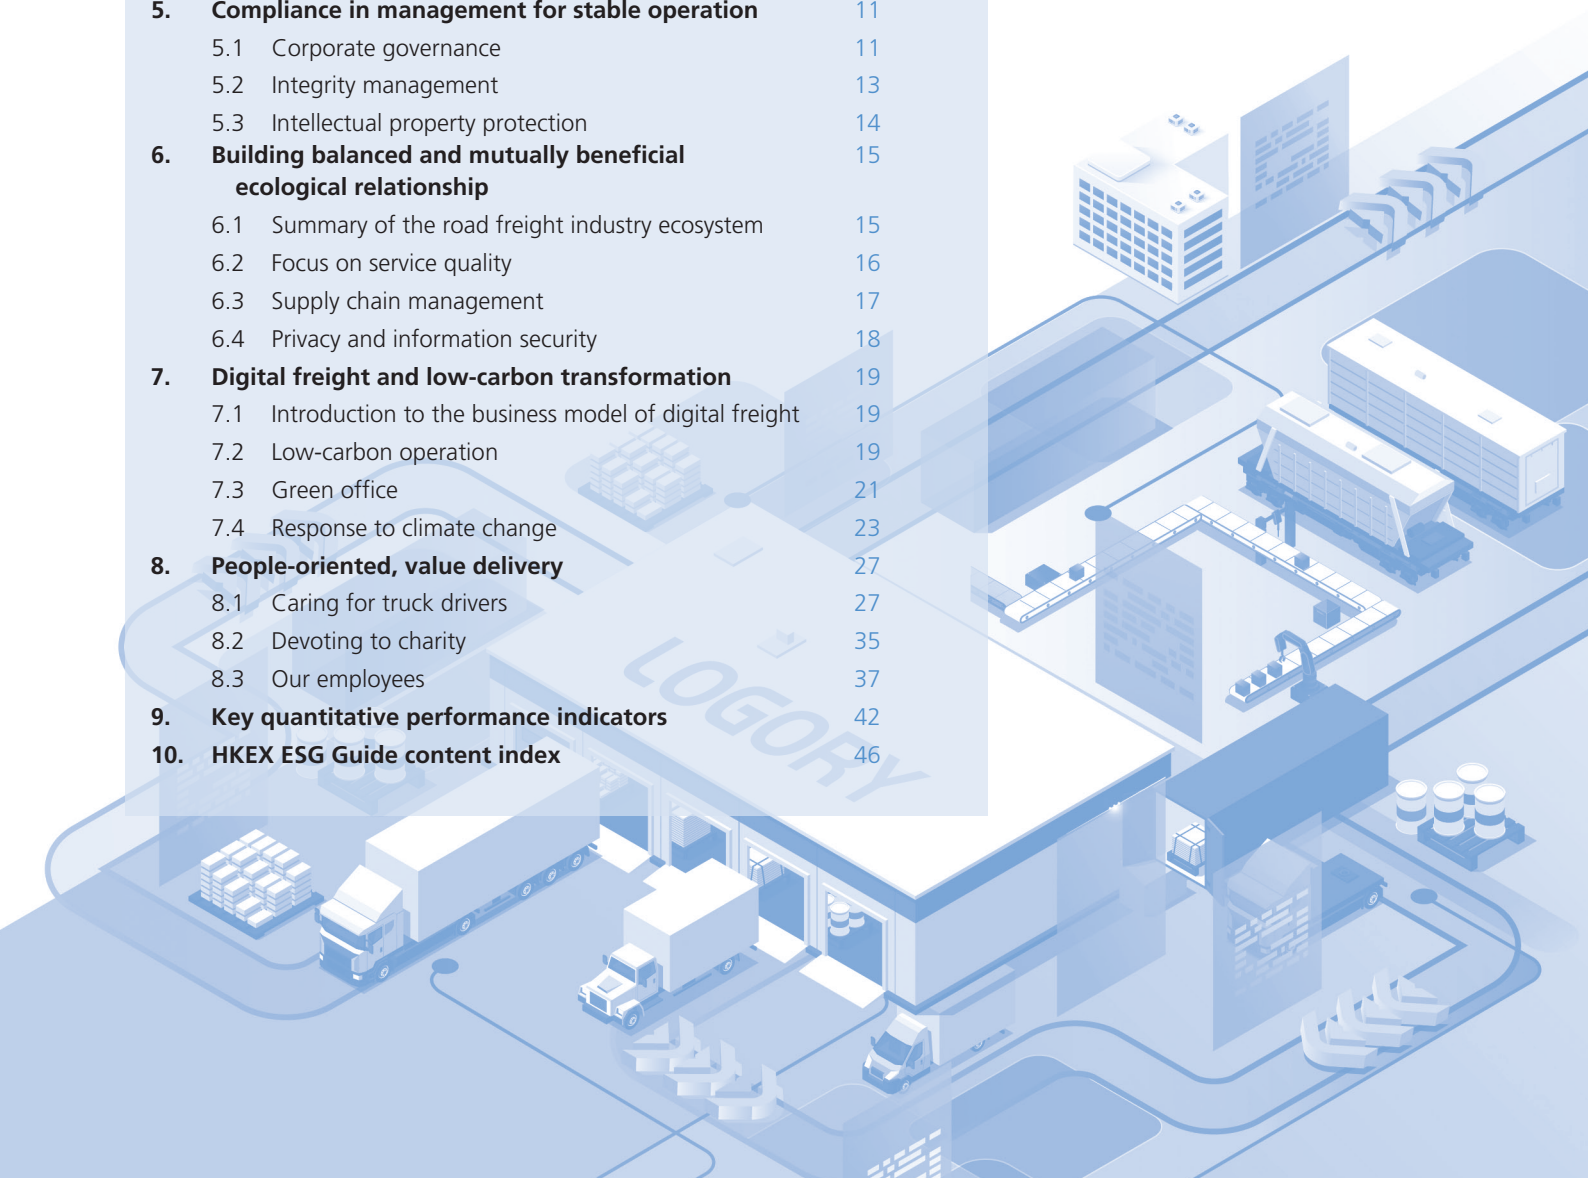 5. Compliance in management for stable operation 11
5.1 Corporate governance 11
5.2 Integrity management 13
5.3 Intellectual property protection 14
6. Building balanced and mutually beneficial 15
ecological relationship
6.1 Summary of the road freight industry ecosystem 15
6.2 Focus on service quality 16
6.3 Supply chain management 17
6.4 Privacy and information security 18
7. Digital freight and low-carbon transformation 19
7.1 Introduction to the business model of digital freight 19
7.2 Low-carbon operation 19
7.3 Green office 21
7.4 Response to climate change 23
8. People-oriented, value delivery 27
8.1 Caring for truck drivers 27
8.2 Devoting to charity 35
8.3 Our employees 37
9. Key quantitative performance indicators 42
10. HKEX ESG Guide content index 46
LOGORY